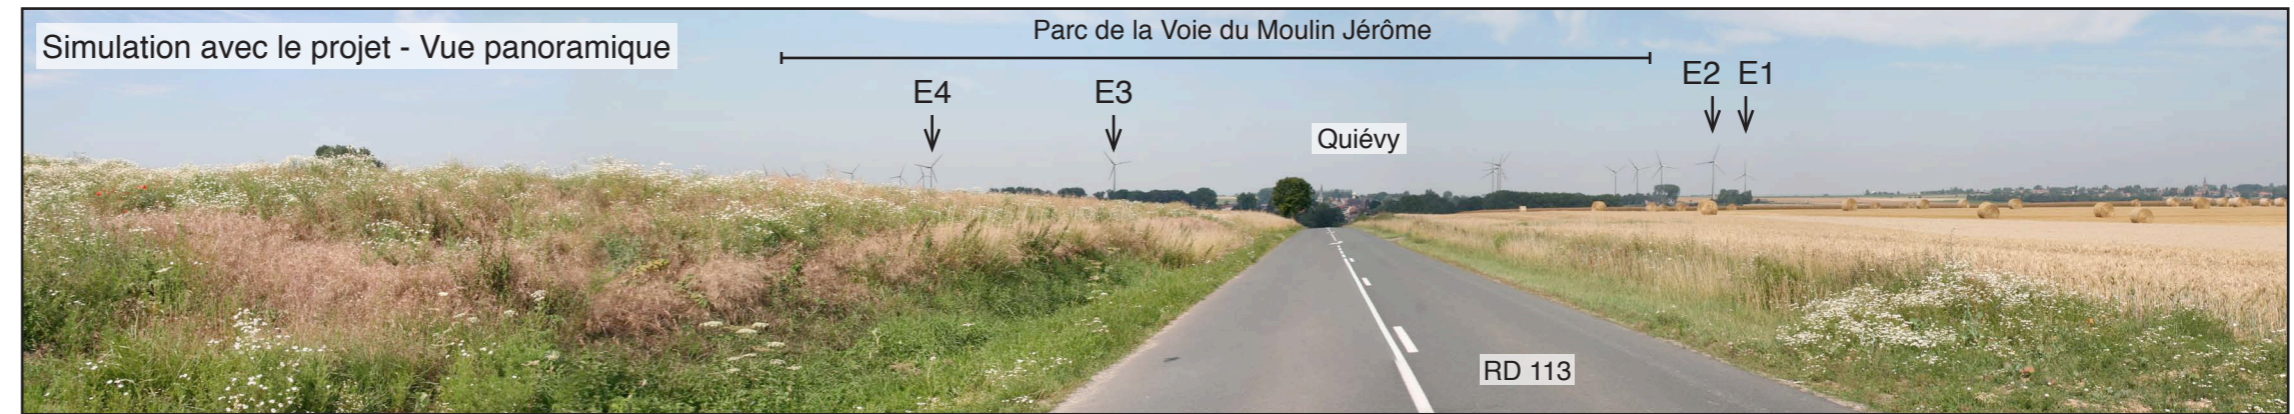 Simulation avec le projet - Vue panoramique
Parc de la Voie du Moulin Jérôme
E4
E3
E2
E1
Quiévy
RD 113